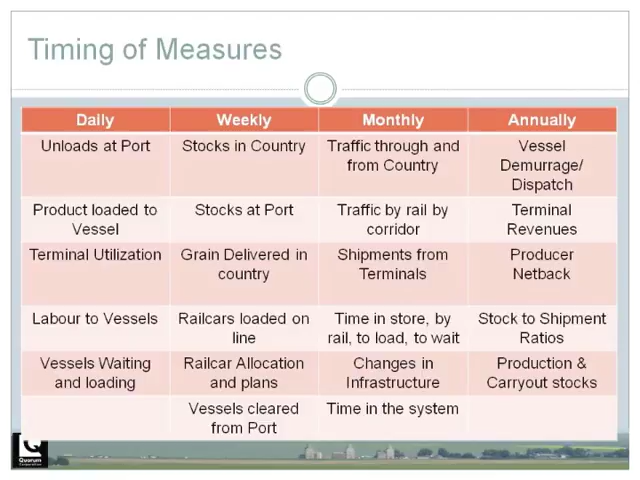 Timing of Measures
Daily Weekly Monthly Annually
Unloads at Port Stocks in Country Traffic through and from Country Vessel Demurrage/ Dispatch
Product loaded to Vessel Stocks at Port Traffic by rail by corridor Terminal Revenues
Terminal Utilization Grain Delivered in country Shipments from Terminals Producer Netback
Labour to Vessels Railcars loaded on line Time in store, by rail, to load, to wait Stock to Shipment Ratios
Vessels Waiting and loading Railcar Allocation and plans Changes in Infrastructure Production & Carryout stocks
Vessels cleared from Port Time in the system
Quorum
Corporation